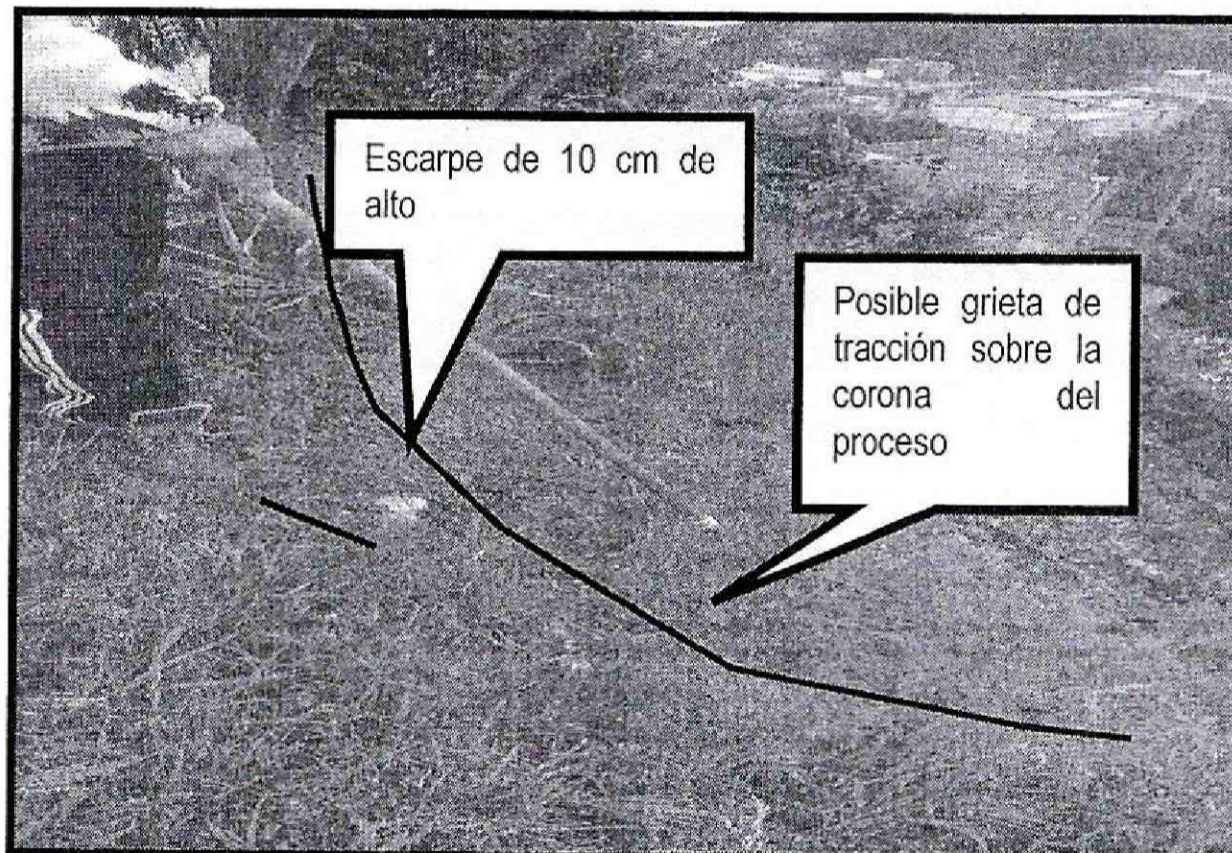 Escarpe de 10 cm de
alto
Posible grieta de
tracción sobre la
corona del
proceso